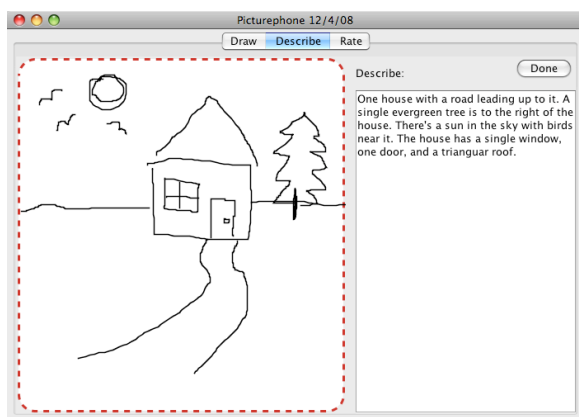 Picturephone 12/4/08
Draw Describe Rate
Describe:
Done
One house with a road leading up to it. A
single evergreen tree is to the right of the
house. There's a sun in the sky with birds
near it. The house has a single window,
one door, and a trianguar roof.